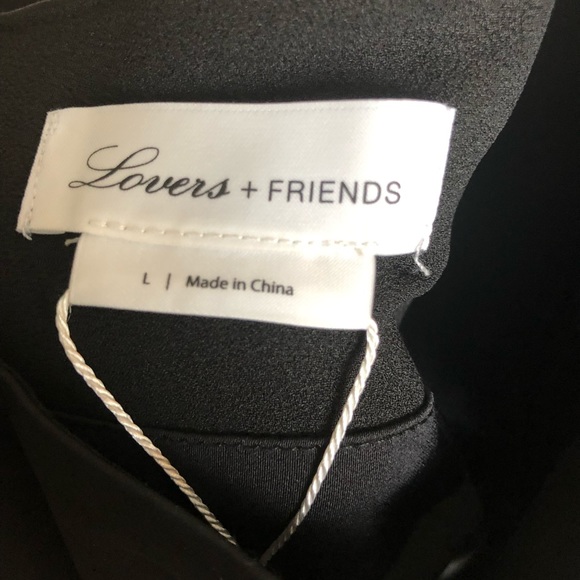 Lovers + FRIENDS
L | Made in China